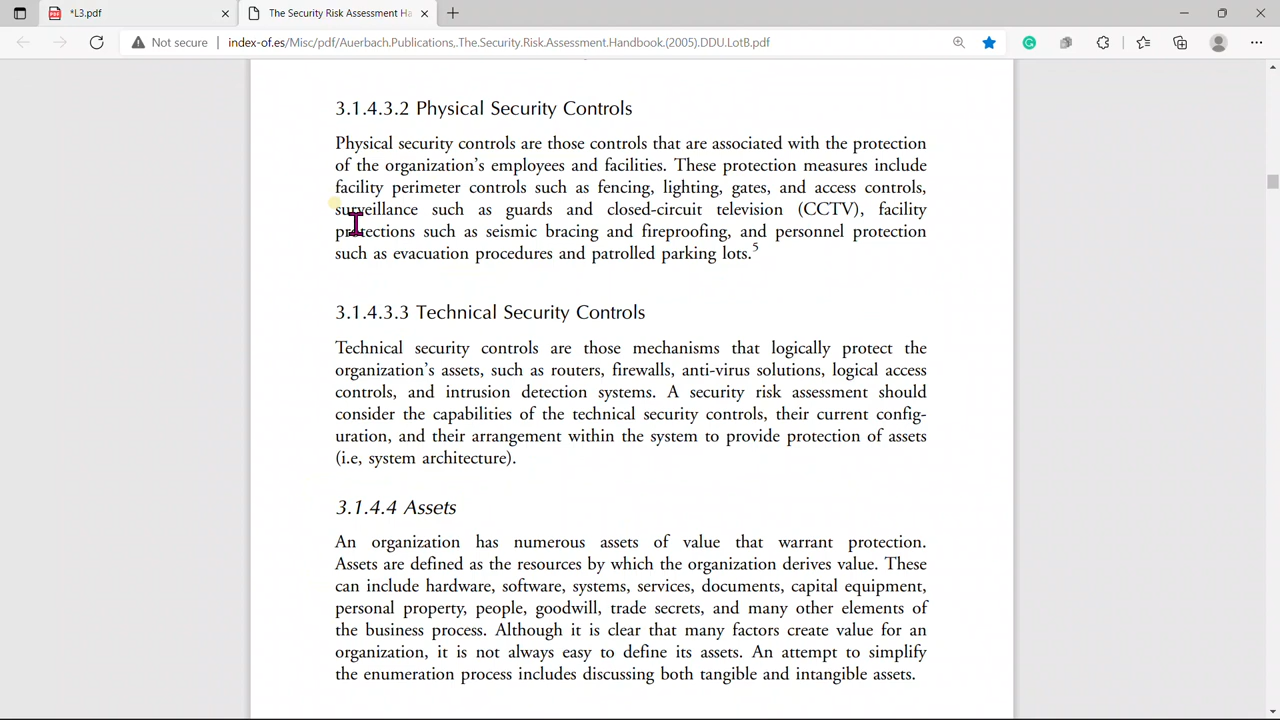 *L3.pdf
The Security Risk Assessment Ha
Not secure
index-of.es/Misc/pdf/Auerbach.Publications,.The.Security.Risk.Assessment.Handbook.(2005).DDU.LotB.pdf
3.1.4.3.2 Physical Security Controls
Physical security controls are those controls that are associated with the protection
of the organization's employees and facilities. These protection measures include
facility perimeter controls such as fencing, lighting, gates, and access controls,
surveillance such as guards and closed-circuit television (CCTV), facility
protections such as seismic bracing and fireproofing, and personnel protection
such as evacuation procedures and patrolled parking lots.5
3.1.4.3.3 Technical Security Controls
Technical security controls are those mechanisms that logically protect the
organization's assets, such as routers, firewalls, anti-virus solutions, logical access
controls, and intrusion detection systems. A security risk assessment should
consider the capabilities of the technical security controls, their current config-
uration, and their arrangement within the system to provide protection of assets
(i.e, system architecture).
3.1.4.4 Assets
An organization has numerous assets of value that warrant protection.
Assets are defined as the resources by which the organization derives value. These
can include hardware, software, systems, services, documents, capital equipment,
personal property, people, goodwill, trade secrets, and many other elements of
the business process. Although it is clear that many factors create value for an
organization, it is not always easy to define its assets. An attempt to simplify
the enumeration process includes discussing both tangible and intangible assets.